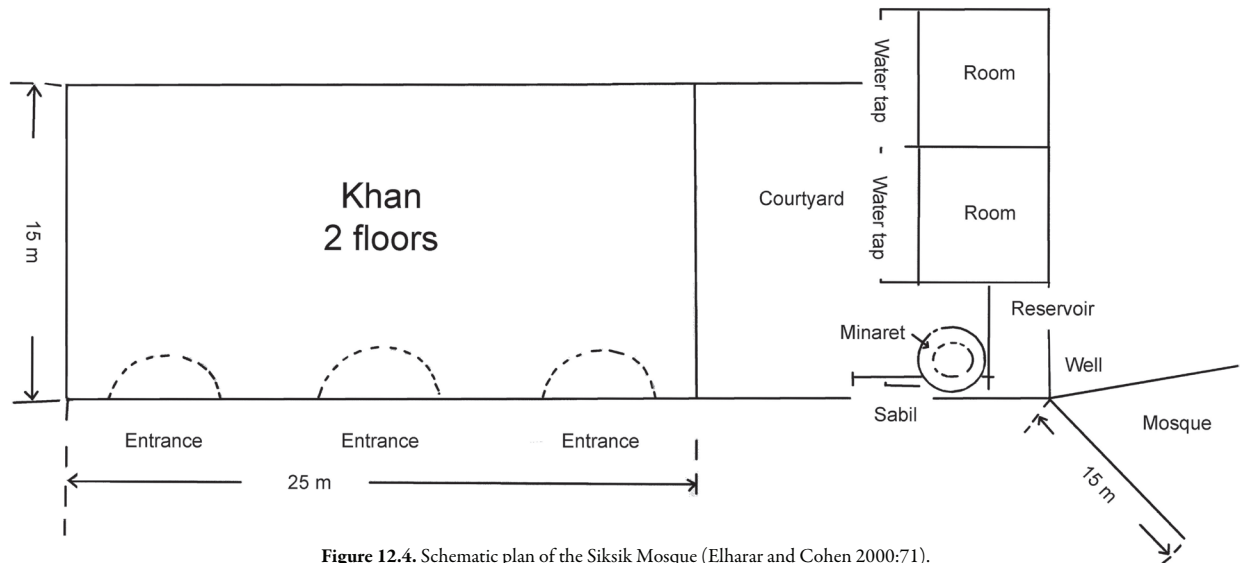 Water tap
Room
Khan
2 floors
15 m
Courtyard
Water tap
Room
Reservoir
Minaret
Well
Sabil
Mosque
Entrance
Entrance
Entrance
25 m
15 m
Figure 12.4. Schematic plan of the Siksik Mosque (Elharar and Cohen 2000:71).